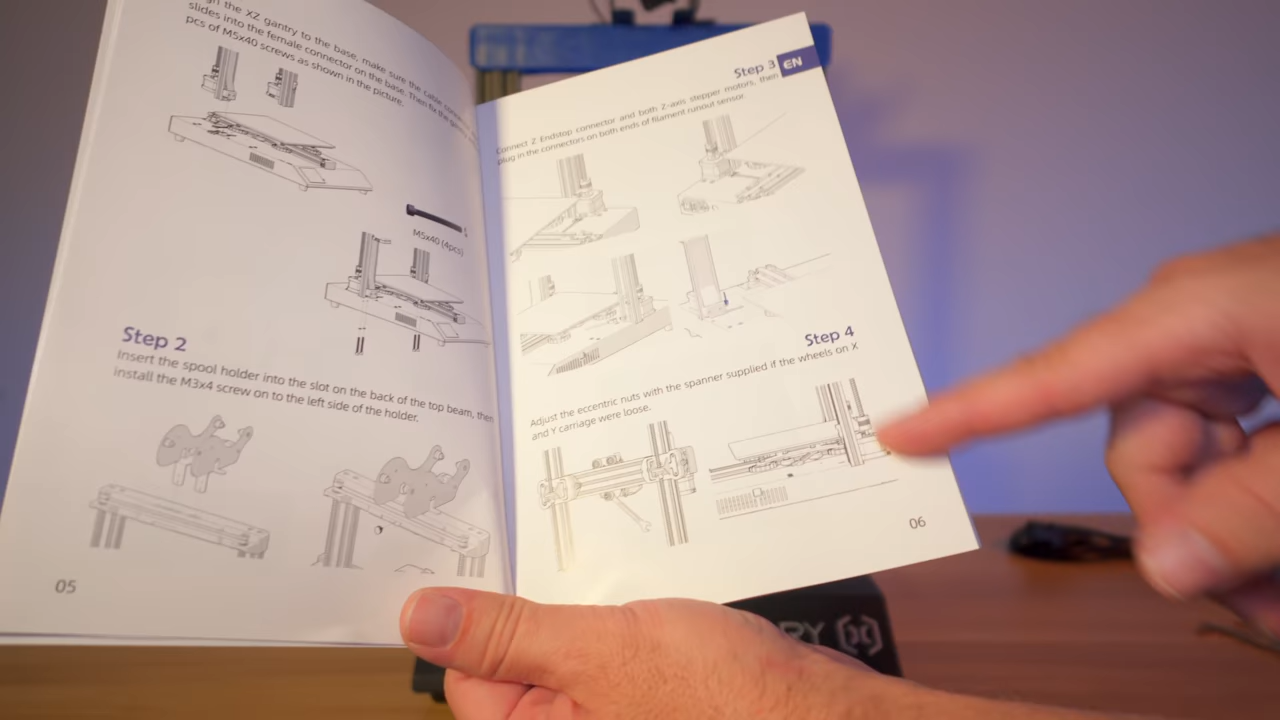 the XZ gantry to the base, make sure the cable
slides into the female connector on the base. Then fix the
pcs of M5x40 screws as shown in the picture.
M5x40 (4pcs)
Step 2
Insert the spool holder into the slot on the back of the top beam, then
install the M3x4 screw on to the left side of the holder.
05
Step 3
EN
Connect Z Endstop connector and both Z-axis stepper motors, then
plug in the connectors on both ends of filament runout sensor.
Step 4
Adjust the eccentric nuts with the spanner supplied if the wheels on X
and Y carriage were loose.
06
RY